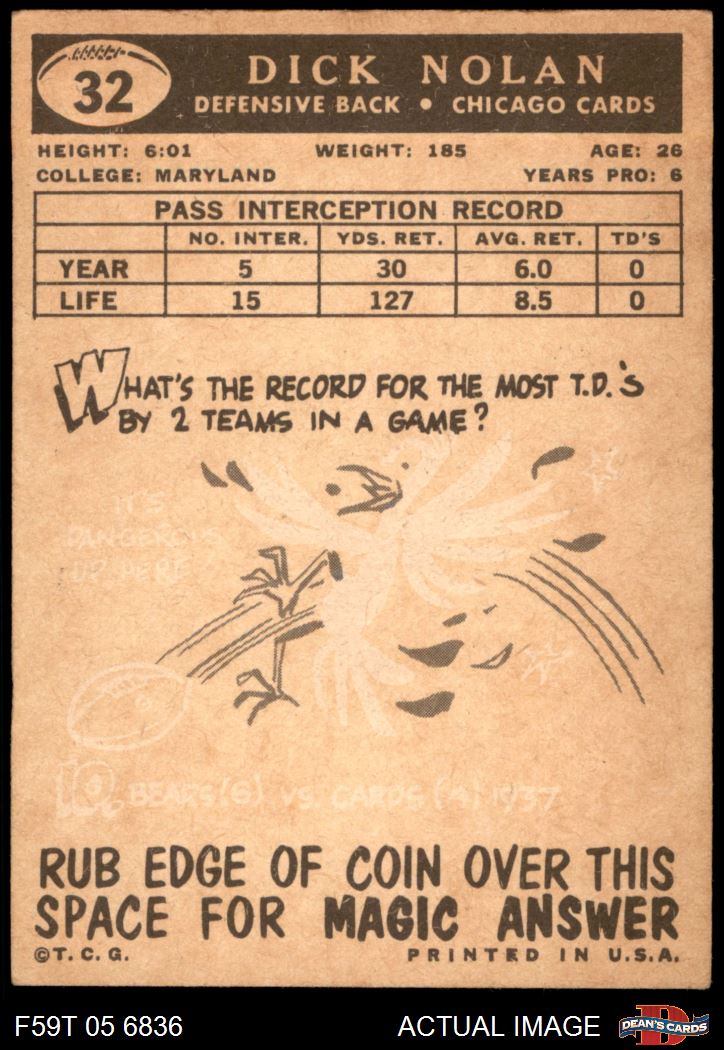 32
DICK NOLAN
DEFENSIVE BACK • CHICAGO CARDS
HEIGHT: 6:01 WEIGHT: 185 AGE: 26
COLLEGE: MARYLAND YEARS PRO: 6
PASS INTERCEPTION RECORD
NO. INTER. YDS. RET. AVG. RET. TD'S
YEAR 5 30 6.0 0
LIFE 15 127 8.5 0
WHAT'S THE RECORD FOR THE MOST T.D.'S
BY 2 TEAMS IN A GAME?
IT'S
DANGEROUS
UP HERE
10, BEARS (6) VS. CARDS (4) 1937
RUB EDGE OF COIN OVER THIS
SPACE FOR MAGIC ANSWER
©T. C. G. PRINTED IN U.S.A.
F59T 05 6836 ACTUAL IMAGE DEAN'S CARDS